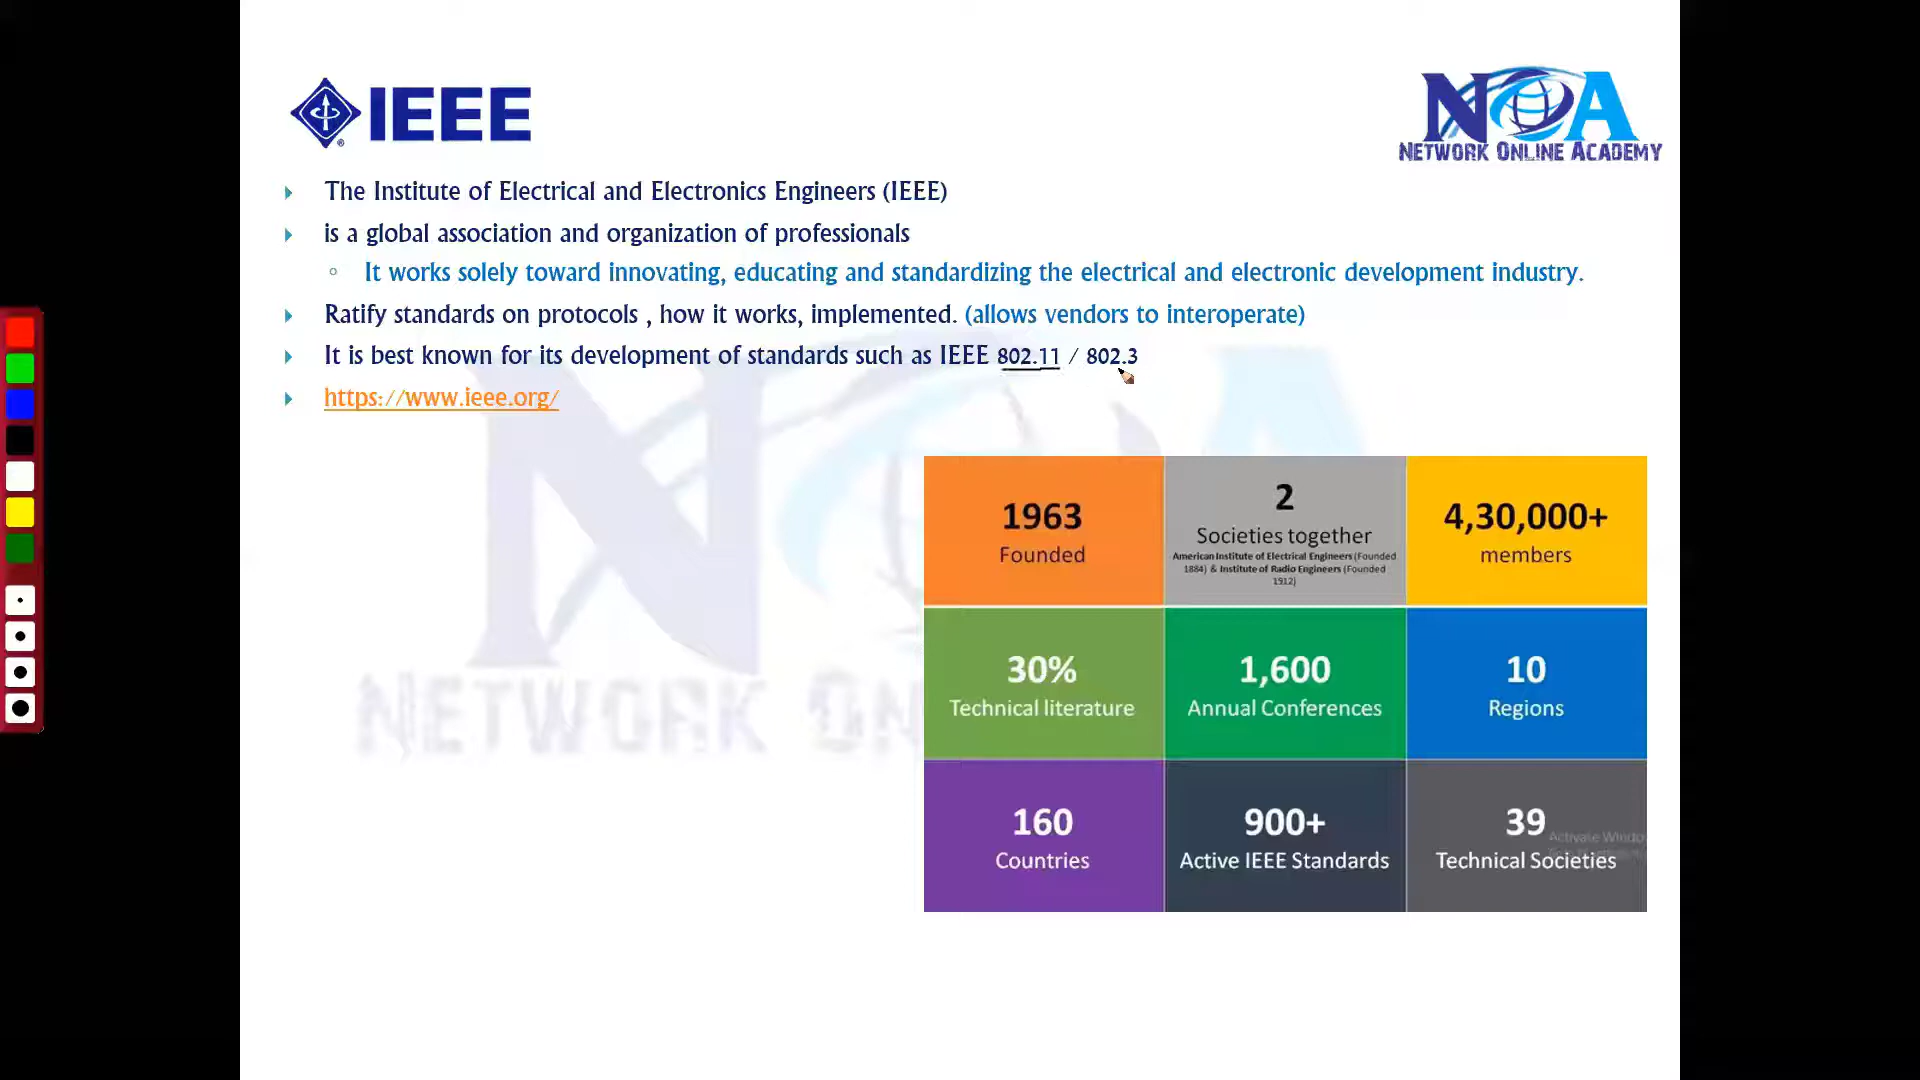 IEEE
NOA
NETWORK ONLINE ACADEMY
The Institute of Electrical and Electronics Engineers (IEEE)
is a global association and organization of professionals
It works solely toward innovating, educating and standardizing the electrical and electronic development industry.
Ratify standards on protocols , how it works, implemented. (allows vendors to interoperate)
It is best known for its development of standards such as IEEE 802.11 / 802.3
https://www.ieee.org/
1963
Founded
2
Societies together
American Institute of Electrical Engineers (Founded
1884) & Institute of Radio Engineers (Founded
1912)
4,30,000+
members
30%
Technical literature
1,600
Annual Conferences
10
Regions
160
Countries
900+
Active IEEE Standards
39
Technical Societies
Activate Windo
NETWORK ON